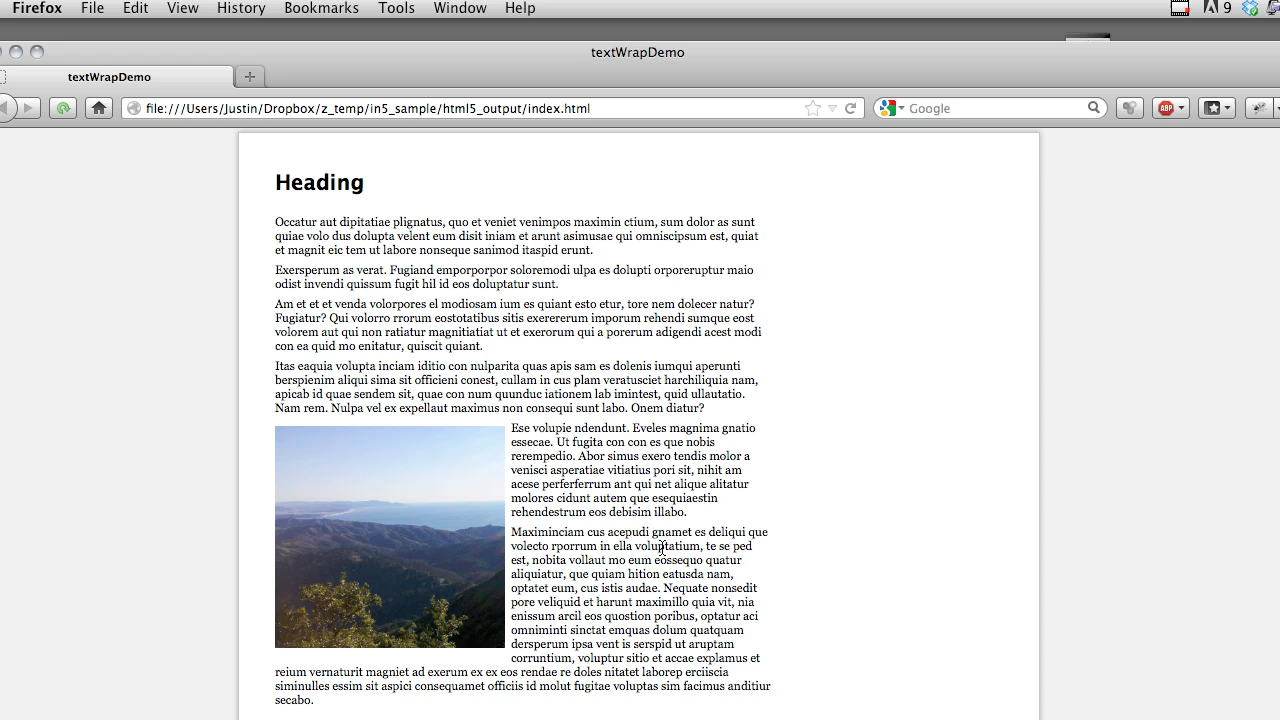 Firefox File Edit View History Bookmarks Tools Window Help 9
textWrapDemo
textWrapDemo
file:///Users/Justin/Dropbox/z_temp/in5_sample/html5_output/index.html Google ABP
Heading
Occatur aut dipitatiae plignatus, quo et veniet venimpos maximin ctium, sum dolor as sunt
quiae volo dus dolupta velent eum disit iniam et arunt asimusae qui omniscipsum est, quiat
et magnit eic tem ut labore nonseque sanimod itaspid erunt.
Exersperum as verat. Fugiand emporporpor soloremodi ulpa es dolupti orporeruptur maio
odist invendi quissum fugit hil id eos doluptatur sunt.
Am et et et venda volorpores el modiosam ium es quiant esto etur, tore nem dolecer natur?
Fugiatur? Qui volorro rrorum eostotatibus sitis exerererum imporum rehendi sumque eost
volorem aut qui non ratiatur magnitiatiat ut et exerorum qui a porerum adigendi acest modi
con ea quid mo enitatur, quiscit quiant.
Itas eaquia volupta inciam iditio con nulparita quas apis sam es dolenis iumqui aperunti
berspienim aliqui sima sit officieni conest, cullam in cus plam veratusciet harchiliquia nam,
apicab id quae sendem sit, quae con num quunduc iationem lab imintest, quid ullautatio.
Nam rem. Nulpa vel ex expellaut maximus non consequi sunt labo. Onem diatur?
Ese volupie ndendunt. Eveles magnima gnatio
essecae. Ut fugita con con es que nobis
rerempedio. Abor simus exero tendis molor a
venisci asperatiae vitiatius pori sit, nihit am
acese perferferrum ant qui net alique alitatur
molores cidunt autem que esequiaestin
rehendestrum eos debisim illabo.
Maximinciam cus acepudi gnamet es deliqui que
volecto rporrum in ella voluptatium, te se ped
est, nobita vollaut mo eum eossequo quatur
aliquiatur, que quiam hition eatusda nam,
optatet eum, cus istis audae. Nequate nonsedit
pore veliquid et harunt maximillo quia vit, nia
enissum arcil eos quostion poribus, optatur aci
omniminti sinctat emquas dolum quatquam
dersperum ipsa vent is serspid ut aruptam
corruntium, voluptur sitio et accae explamus et
reium vernaturit magniet ad exerum ex ex eos rendae re doles nitatet laborep erciiscia
siminulles essim sit aspici consequamet officiis id molut fugitae voluptas sim facimus anditiur
secabo.